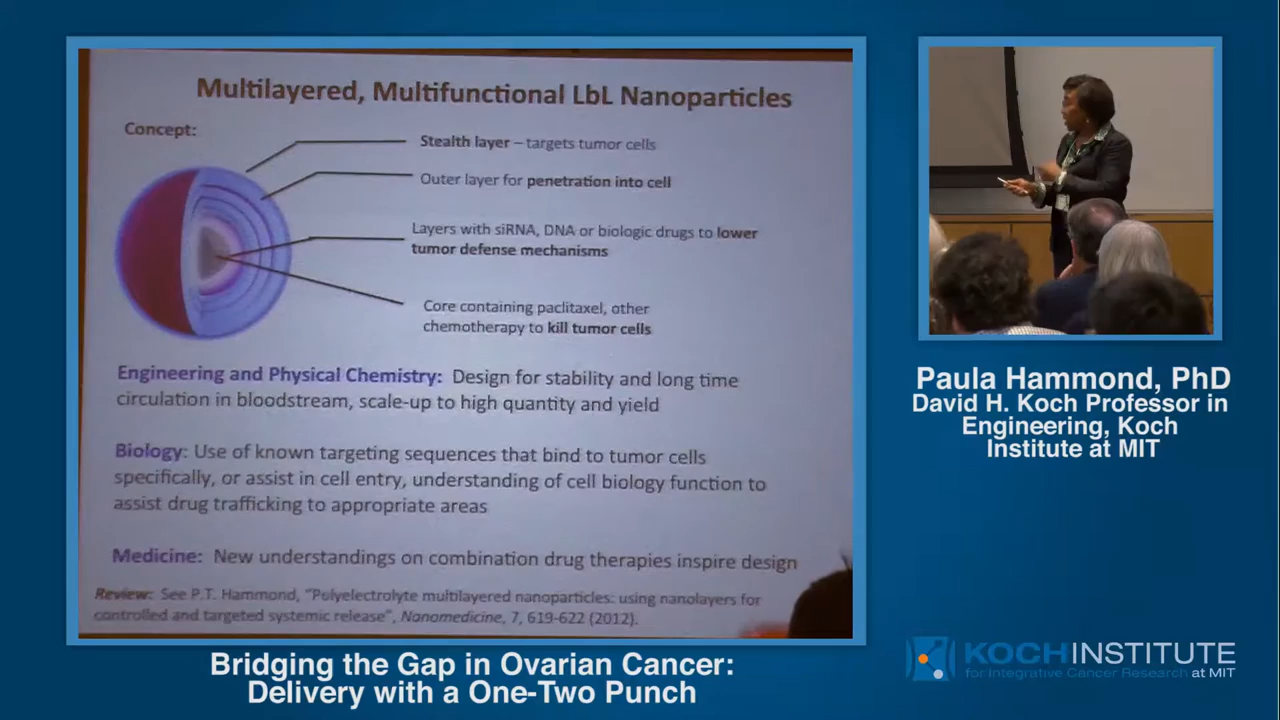 Multilayered, Multifunctional LbL Nanoparticles
Concept:
Stealth layer – targets tumor cells
Outer layer for penetration into cell
Layers with siRNA, DNA or biologic drugs to lower
tumor defense mechanisms
Core containing paclitaxel, other
chemotherapy to kill tumor cells
Engineering and Physical Chemistry: Design for stability and long time
circulation in bloodstream, scale-up to high quantity and yield
Biology: Use of known targeting sequences that bind to tumor cells
specifically, or assist in cell entry, understanding of cell biology function to
assist drug trafficking to appropriate areas
Medicine: New understandings on combination drug therapies inspire design
Review: See P.T. Hammond, "Polyelectrolyte multilayered nanoparticles: using nanolayers for
controlled and targeted systemic release", Nanomedicine, 7, 619-622 (2012).
Paula Hammond, PhD
David H. Koch Professor in
Engineering, Koch
Institute at MIT
Bridging the Gap in Ovarian Cancer:
Delivery with a One-Two Punch
KOCH INSTITUTE
for Integrative Cancer Research at MIT